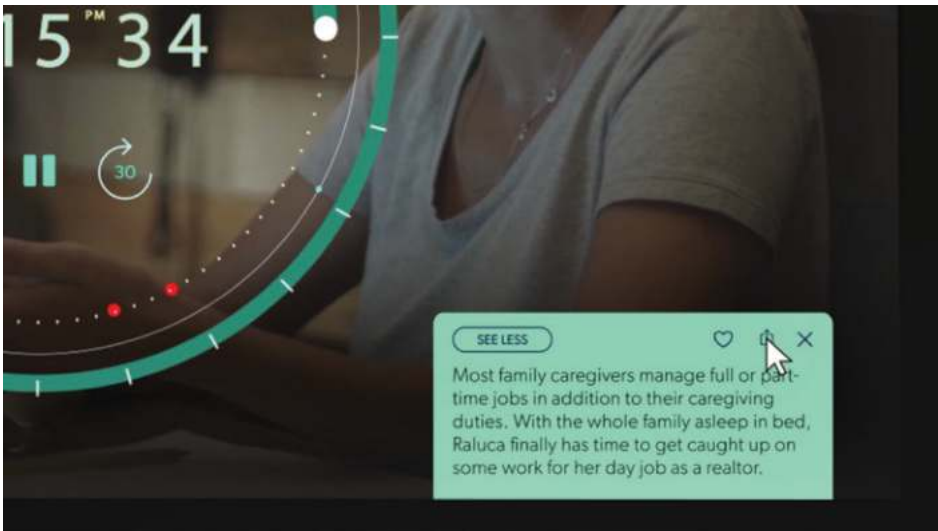 15 PM 34
30
SEE LESS
Most family caregivers manage full or part-
time jobs in addition to their caregiving
duties. With the whole family asleep in bed,
Raluca finally has time to get caught up on
some work for her day job as a realtor.